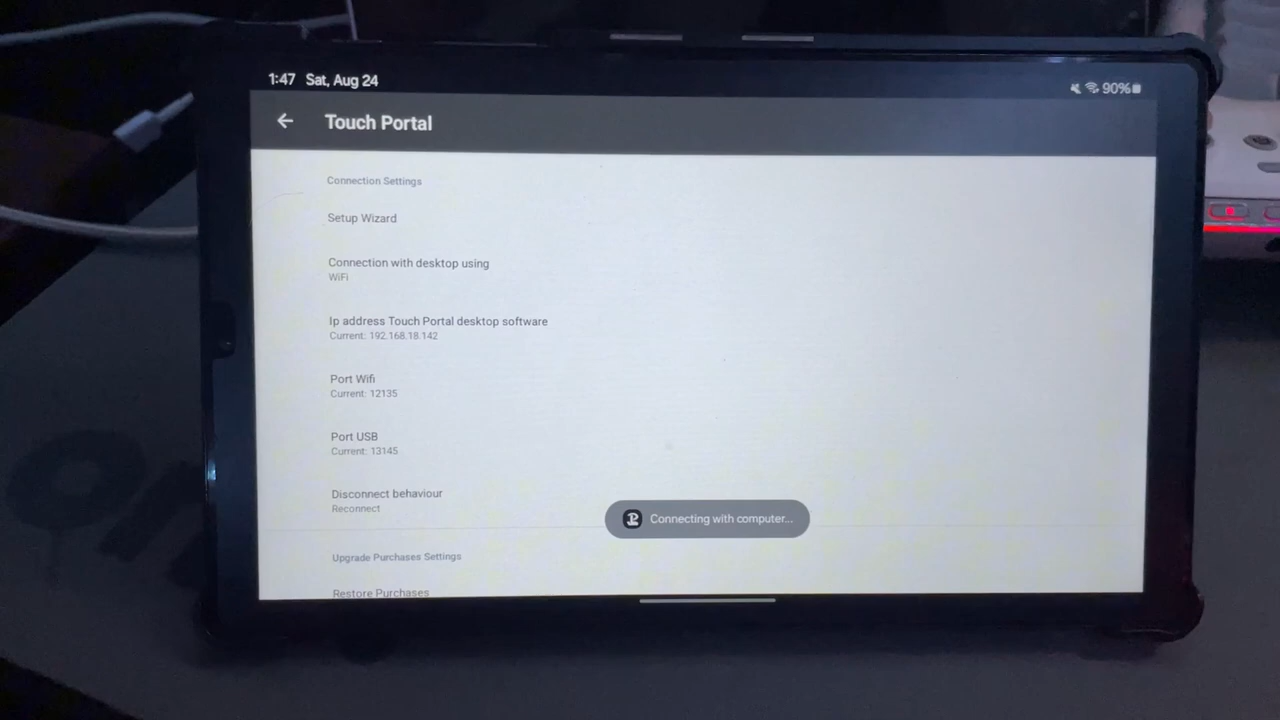 1:47 Sat, Aug 24
90%
Touch Portal
Connection Settings
Setup Wizard
Connection with desktop using
WiFi
Ip address Touch Portal desktop software
Current: 192.168.18.142
Port Wifi
Current: 12135
Port USB
Current: 13145
Disconnect behaviour
Reconnect
Connecting with computer...
Upgrade Purchases Settings
Restore Purchases